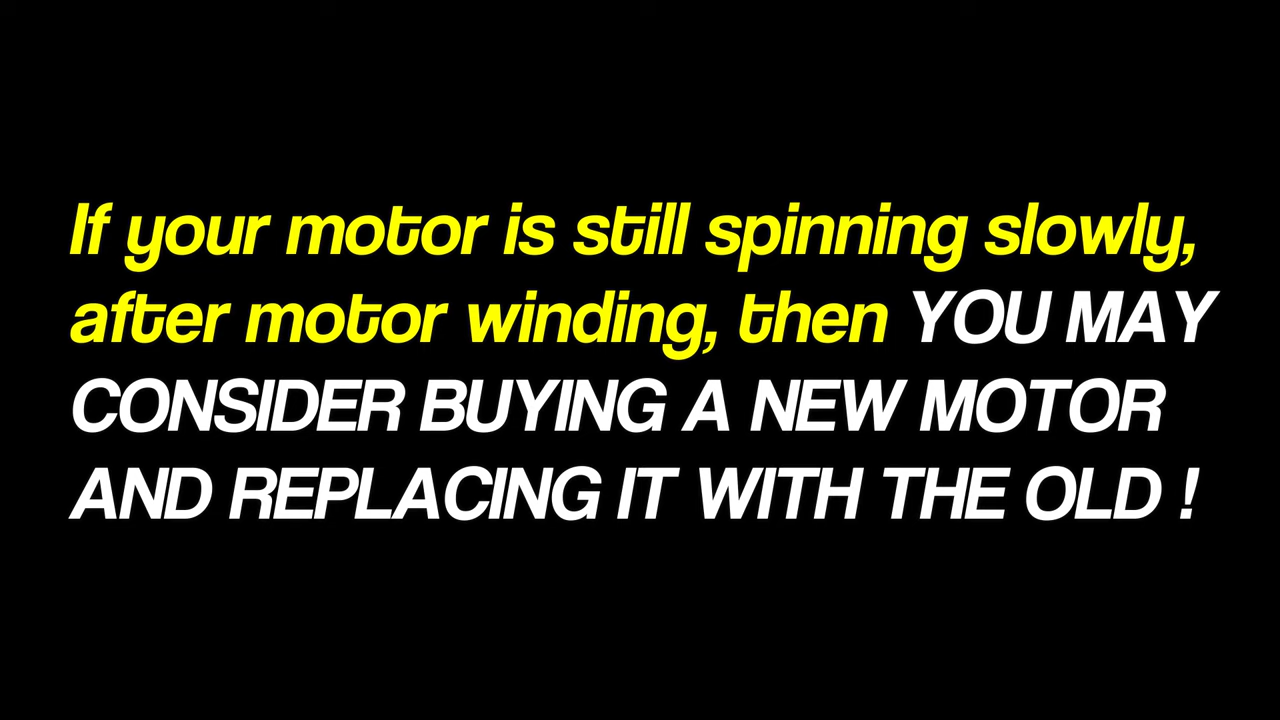 If your motor is still spinning slowly,
after motor winding, then YOU MAY
CONSIDER BUYING A NEW MOTOR
AND REPLACING IT WITH THE OLD !